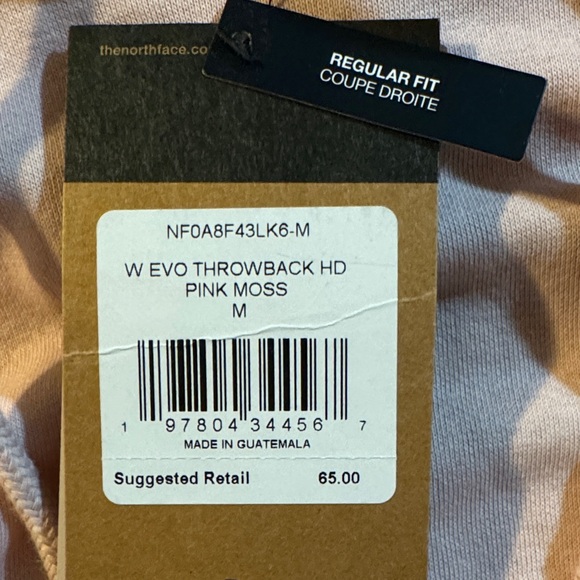 thenorthface.co
REGULAR FIT
COUPE DROITE
NF0A8F43LK6-M
W EVO THROWBACK HD
PINK MOSS
M
1 97804 34456 7
MADE IN GUATEMALA
Suggested Retail 65.00